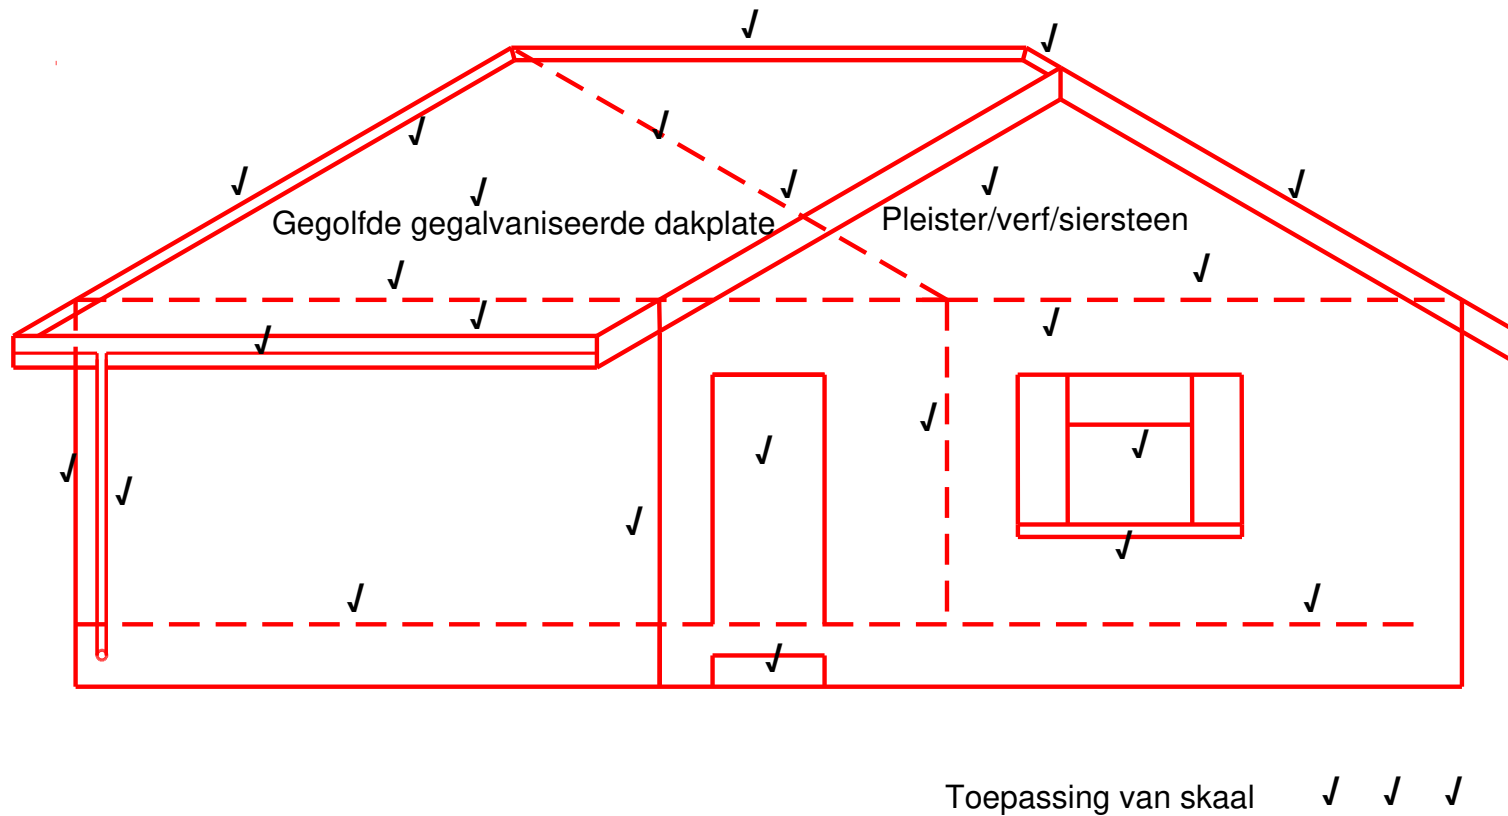 Gegolfde gegalvaniseerde dakplate
Pleister/verf/siersteen
Toepassing van skaal √ √ √